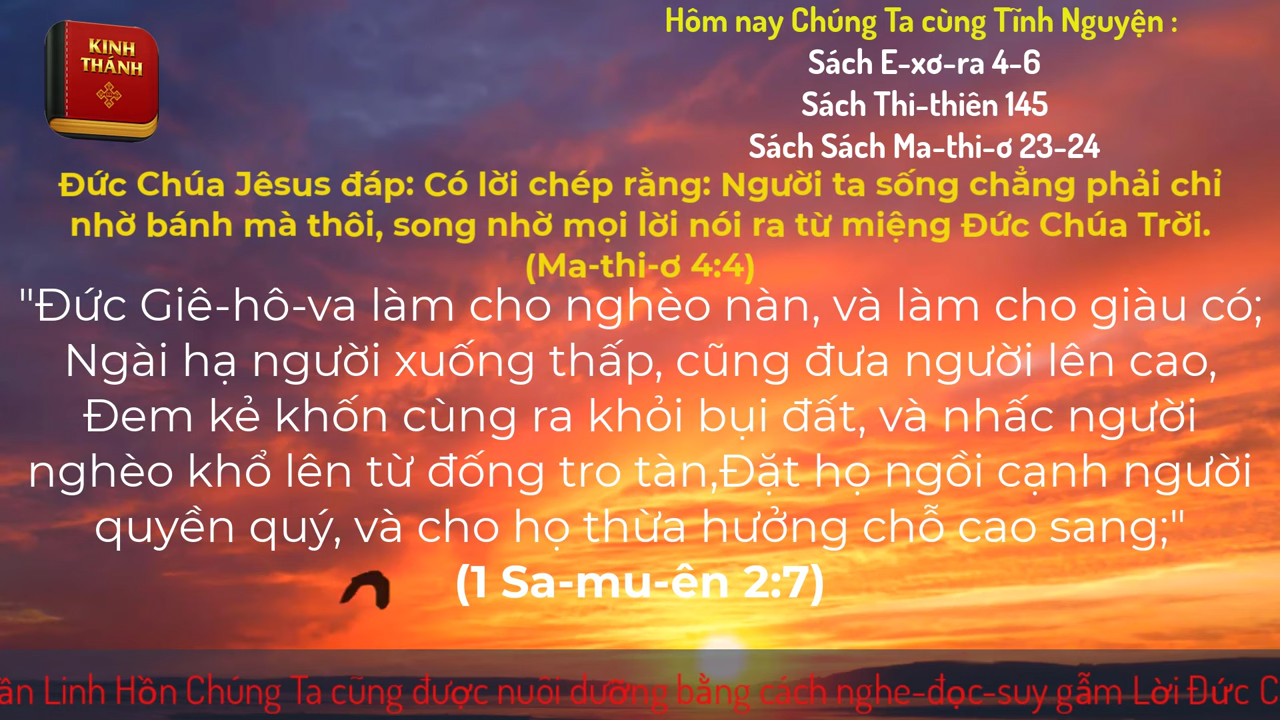 KINH
THÁNH
Hôm nay Chúng Ta cùng Tĩnh Nguyện :
Sách E-xơ-ra 4-6
Sách Thi-thiên 145
Sách Sách Ma-thi-ơ 23-24
Đức Chúa Jêsus đáp: Có lời chép rằng: Người ta sống chẳng phải chỉ
nhờ bánh mà thôi, song nhờ mọi lời nói ra từ miệng Đức Chúa Trời.
(Ma-thi-ơ 4:4)
"Đức Giê-hô-va làm cho nghèo nàn, và làm cho giàu có;
Ngài hạ người xuống thấp, cũng đưa người lên cao,
Đem kẻ khốn cùng ra khỏi bụi đất, và nhấc người
nghèo khổ lên từ đống tro tàn,Đặt họ ngồi cạnh người
quyền quý, và cho họ thừa hưởng chỗ cao sang;"
(1 Sa-mu-ên 2:7)
Linh Hồn Chúng Ta cũng được nuôi dưỡng bằng cách nghe-đọc-suy gẫm Lời Đức